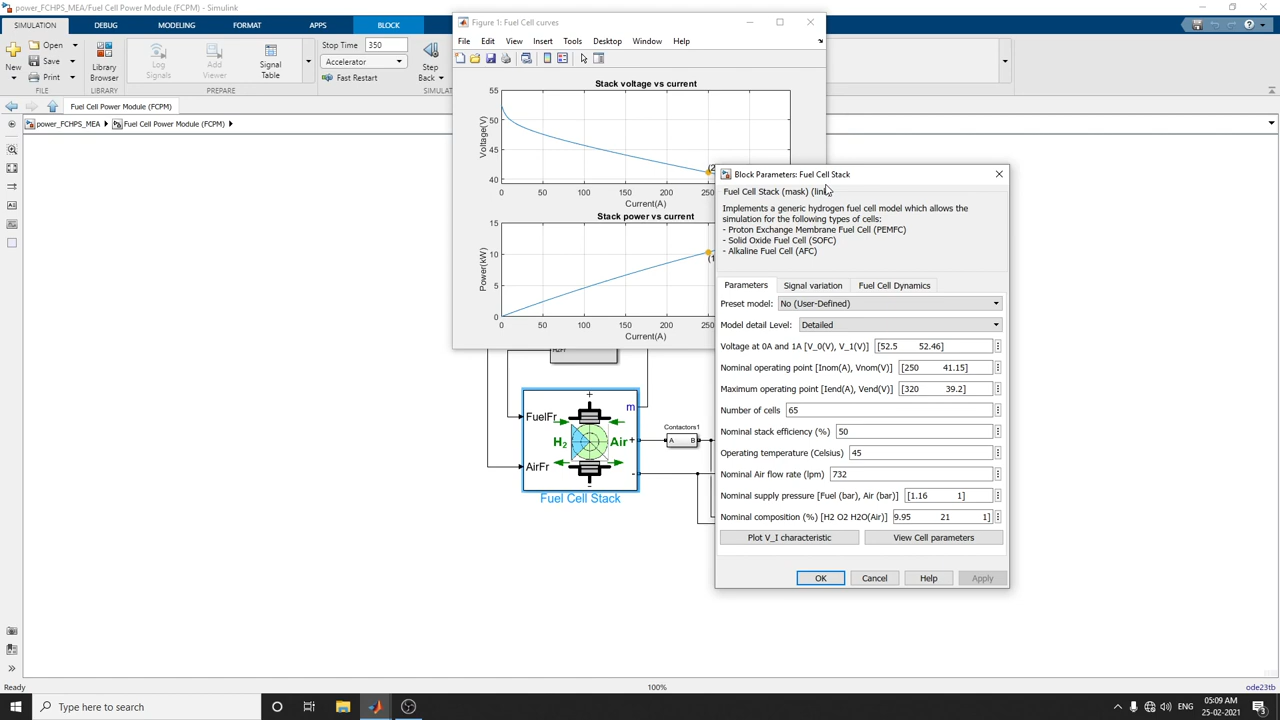 power_FCHPS_MEA/Fuel Cell Power Module (FCPM) - Simulink
SIMULATION DEBUG MODELING FORMAT APPS BLOCK
New
Open
Save
Print
FILE
Library
Browser
LIBRARY
Log
Signals
Add
Viewer
Signal
Table
PREPARE
Stop Time 350
Accelerator
Fast Restart
Step
Back
SIMULAT
Fuel Cell Power Module (FCPM)
power_FCHPS_MEA Fuel Cell Power Module (FCPM)
Figure 1: Fuel Cell curves
File Edit View Insert Tools Desktop Window Help
Stack voltage vs current
55
50
45
40
Voltage(V)
0 50 100 150 200 250
Current(A)
(2
Stack power vs current
15
10
5
0
Power(kW)
0 50 100 150 200 250
Current(A)
(1
Block Parameters: Fuel Cell Stack
Fuel Cell Stack (mask) (lin
Implements a generic hydrogen fuel cell model which allows the
simulation for the following types of cells:
- Proton Exchange Membrane Fuel Cell (PEMFC)
- Solid Oxide Fuel Cell (SOFC)
- Alkaline Fuel Cell (AFC)
Parameters Signal variation Fuel Cell Dynamics
Preset model: No (User-Defined)
Model detail Level: Detailed
Voltage at 0A and 1A [V_0(V), V_1(V)] [52.5 52.46]
Nominal operating point [Inom(A), Vnom(V)] [250 41.15]
Maximum operating point [Iend(A), Vend(V)] [320 39.2]
Number of cells 65
Nominal stack efficiency (%) 50
Operating temperature (Celsius) 45
Nominal Air flow rate (lpm) 732
Nominal supply pressure [Fuel (bar), Air (bar)] [1.16 1]
Nominal composition (%) [H2 O2 H2O(Air)] 9.95 21 1]
Plot V_I characteristic View Cell parameters
OK Cancel Help Apply
FuelFr
AirFr
m
+
-
H2
Air
+
-
Fuel Cell Stack
Contactors1
A B
Ready 100% ode23tb
Type here to search
ENG
05:09 AM
25-02-2021
3